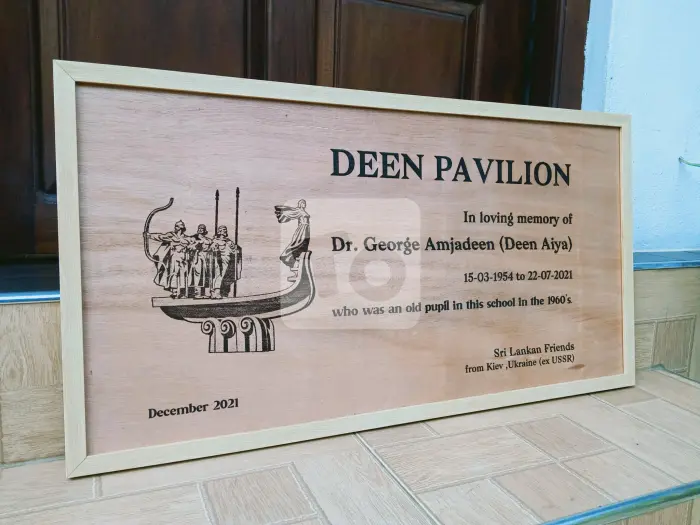 DEEN PAVILION
In loving memory of
Dr. George Amjadeen (Deen Aiya)
15-03-1954 to 22-07-2021
who was an old pupil in this school In the 1960's.
Sri Lankan Friends
from Kiev ,Ukraine (ex USSR)
December 2021